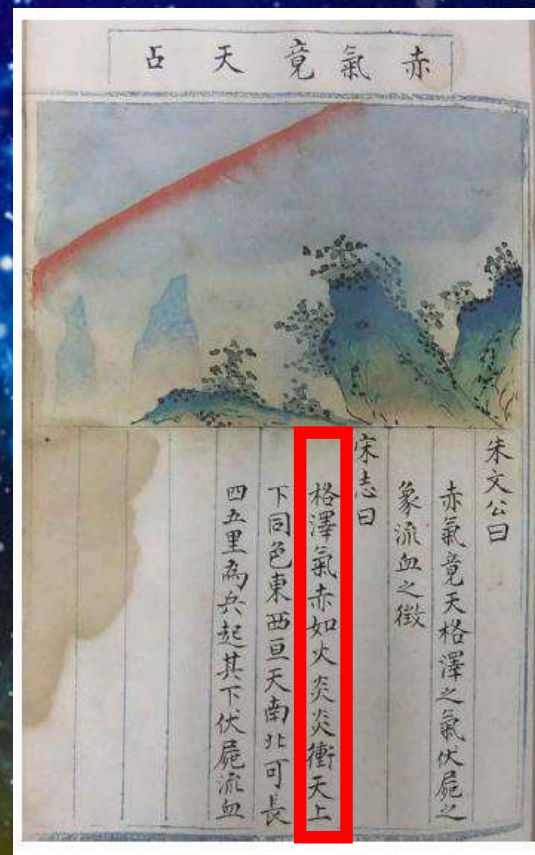 赤氣竟天占
朱文公曰
赤氣竟天格澤之氣伏屍之
象流血之徵
宋志曰
格澤氣赤如火炎炎衝天上
下同色東西亘天南北可長
四五里為兵起其下伏屍流血